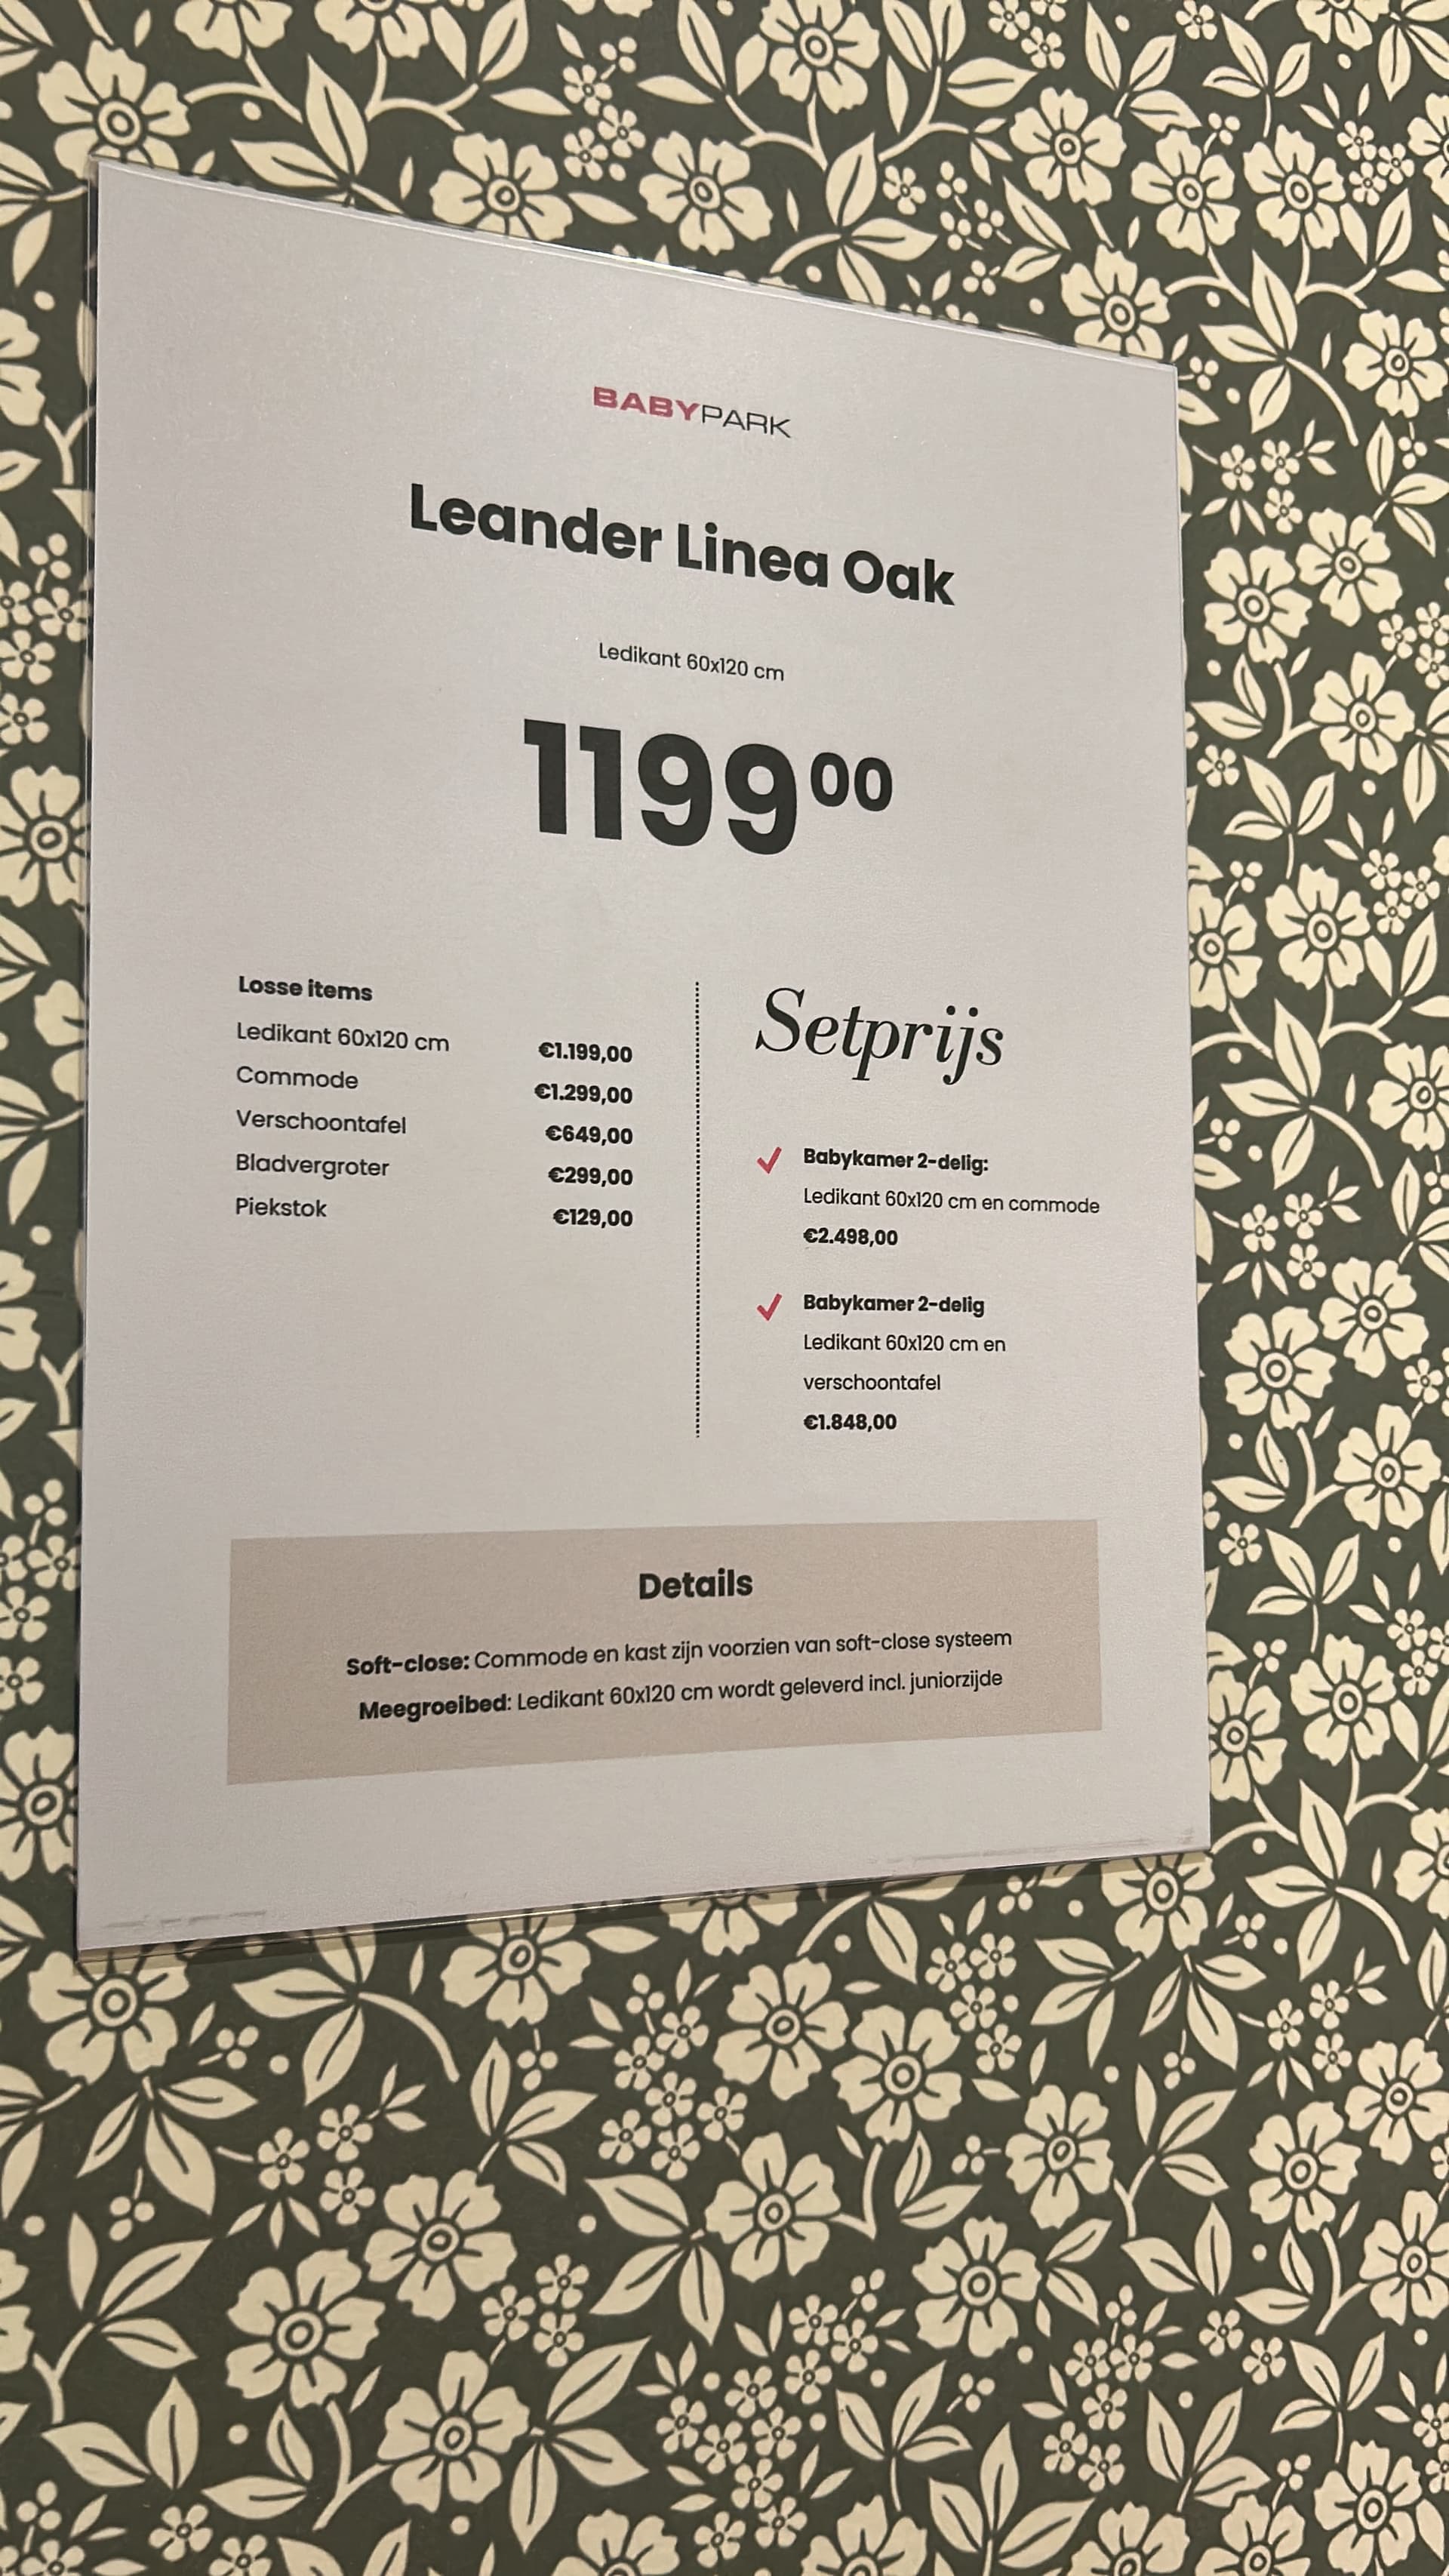 BABYPARK
Leander Linea Oak
Ledikant 60x120 cm
1199⁰⁰
Losse items
Ledikant 60x120 cm €1.199,00
Commode €1.299,00
Verschoontafel €649,00
Bladvergroter €299,00
Piekstok €129,00
Setprijs
Babykamer 2-delig:
Ledikant 60x120 cm en commode
€2.498,00
Babykamer 2-delig
Ledikant 60x120 cm en
verschoontafel
€1.848,00
Details
Soft-close: Commode en kast zijn voorzien van soft-close systeem
Meegroeibed: Ledikant 60x120 cm wordt geleverd incl. juniorzijde